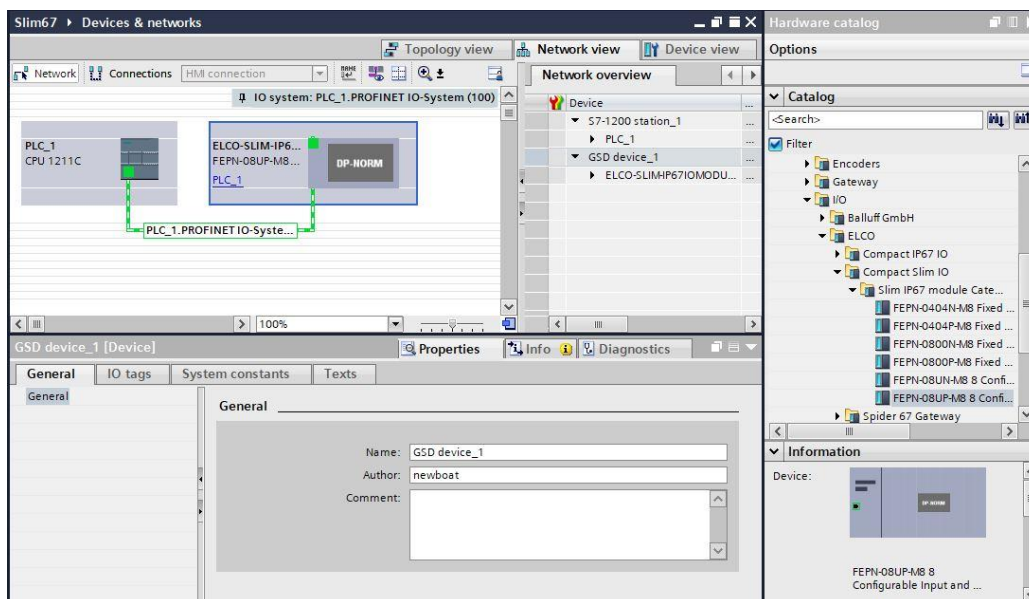 Slim67 ▸ Devices & networks
Topology view
Network view
Device view
Network
Connections
HMI connection
IO system: PLC_1.PROFINET IO-System (100)
PLC_1
CPU 1211C
ELCO-SLIM-IP6...
FEPN-08UP-M8...
PLC_1
DP-NORM
PLC_1.PROFINET IO-Syste...
100%
Network overview
Device
...
S7-1200 station_1
...
PLC_1
...
GSD device_1
...
ELCO-SLIMHP67IOMODU...
...
GSD device_1 [Device]
Properties
Info
Diagnostics
General
IO tags
System constants
Texts
General
General
Name:
GSD device_1
Author:
newboat
Comment:
Hardware catalog
Options
Catalog
<Search>
Filter
Encoders
Gateway
I/O
Balluff GmbH
ELCO
Compact IP67 IO
Compact Slim IO
Slim IP67 module Cate...
FEPN-0404N-M8 Fixed ...
FEPN-0404P-M8 Fixed ...
FEPN-0800N-M8 Fixed ...
FEPN-0800P-M8 Fixed ...
FEPN-08UN-M8 8 Confi...
FEPN-08UP-M8 8 Confi...
Spider 67 Gateway
Information
Device:
DP-NORM
FEPN-08UP-M8 8
Configurable Input and ...